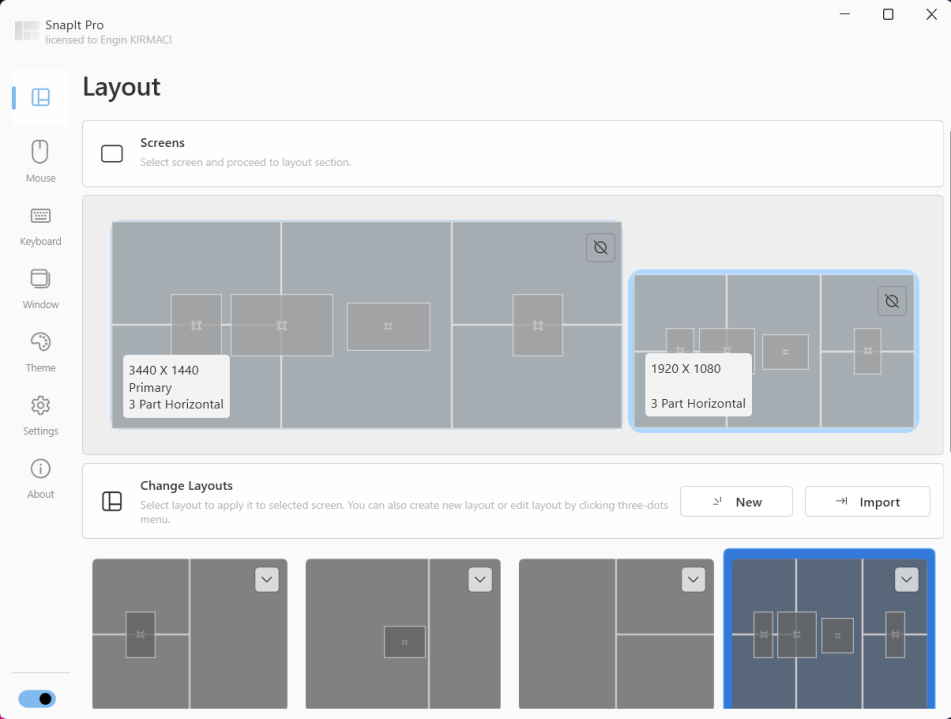 SnapIt Pro
licensed to Engin KIRMACI
Layout
Mouse
Keyboard
Window
Theme
Settings
About
Screens
Select screen and proceed to layout section.
3440 X 1440
Primary
3 Part Horizontal
1920 X 1080
3 Part Horizontal
Change Layouts
Select layout to apply it to selected screen. You can also create new layout or edit layout by clicking three-dots
menu.
New
Import